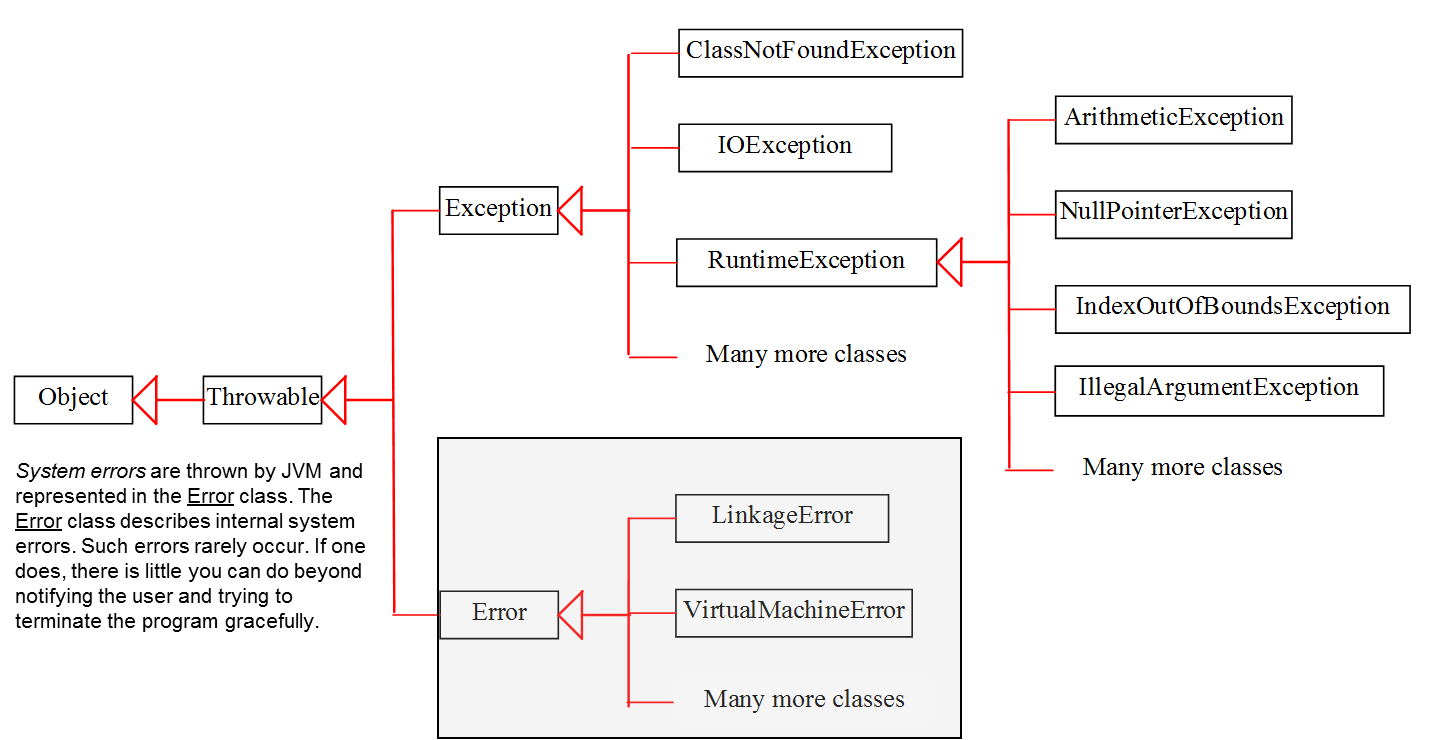 ClassNotFoundException
ArithmeticException
IOException
NullPointerException
Exception
RuntimeException
IndexOutOfBoundsException
Many more classes
IllegalArgumentException
Object
Throwable
Many more classes
System errors are thrown by JVM and
represented in the Error class. The
Error class describes internal system
errors. Such errors rarely occur. If one
does, there is little you can do beyond
notifying the user and trying to
terminate the program gracefully.
LinkageError
Error
VirtualMachineError
Many more classes